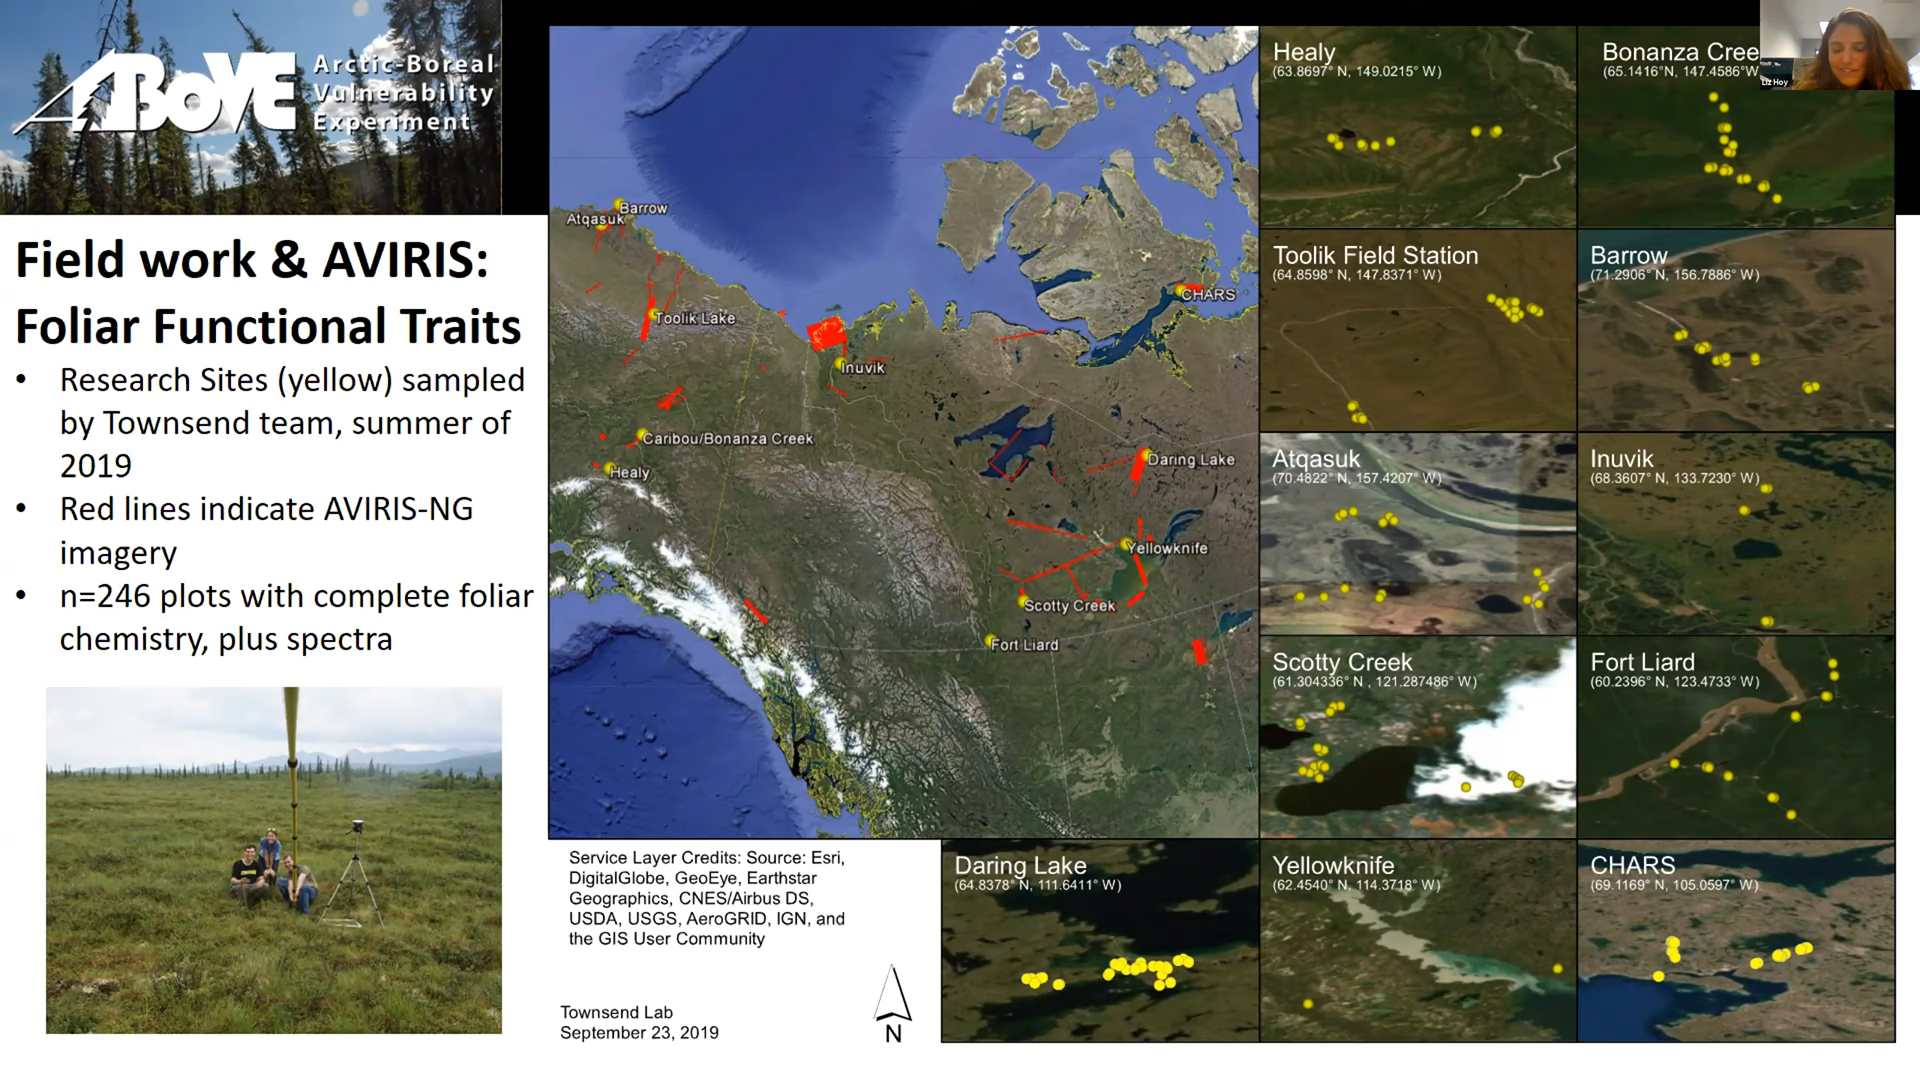 ABoVE
Arctic-Boreal
Vulnerability
Experiment
Field work & AVIRIS:
Foliar Functional Traits
• Research Sites (yellow) sampled
by Townsend team, summer of
2019
• Red lines indicate AVIRIS-NG
imagery
• n=246 plots with complete foliar
chemistry, plus spectra
Barrow
Atqasuk
Toolik Lake
Inuvik
CHARS
Caribou/Bonanza Creek
Healy
Daring Lake
Yellowknife
Scotty Creek
Fort Liard
Healy
(63.8697° N, 149.0215° W)
Bonanza Cree
(65.1416°N, 147.4586°W
Liz Hoy
Toolik Field Station
(64.8598° N, 147.8371° W)
Barrow
(71.2906° N, 156.7886° W)
Atqasuk
(70.4822° N, 157.4207° W)
Inuvik
(68.3607° N, 133.7230° W)
Scotty Creek
(61.304336° N , 121.287486° W)
Fort Liard
(60.2396° N, 123.4733° W)
Daring Lake
(64.8378° N, 111.6411° W)
Yellowknife
(62.4540° N, 114.3718° W)
CHARS
(69.1169° N, 105.0597° W)
Service Layer Credits: Source: Esri,
DigitalGlobe, GeoEye, Earthstar
Geographics, CNES/Airbus DS,
USDA, USGS, AeroGRID, IGN, and
the GIS User Community
Townsend Lab
September 23, 2019
N